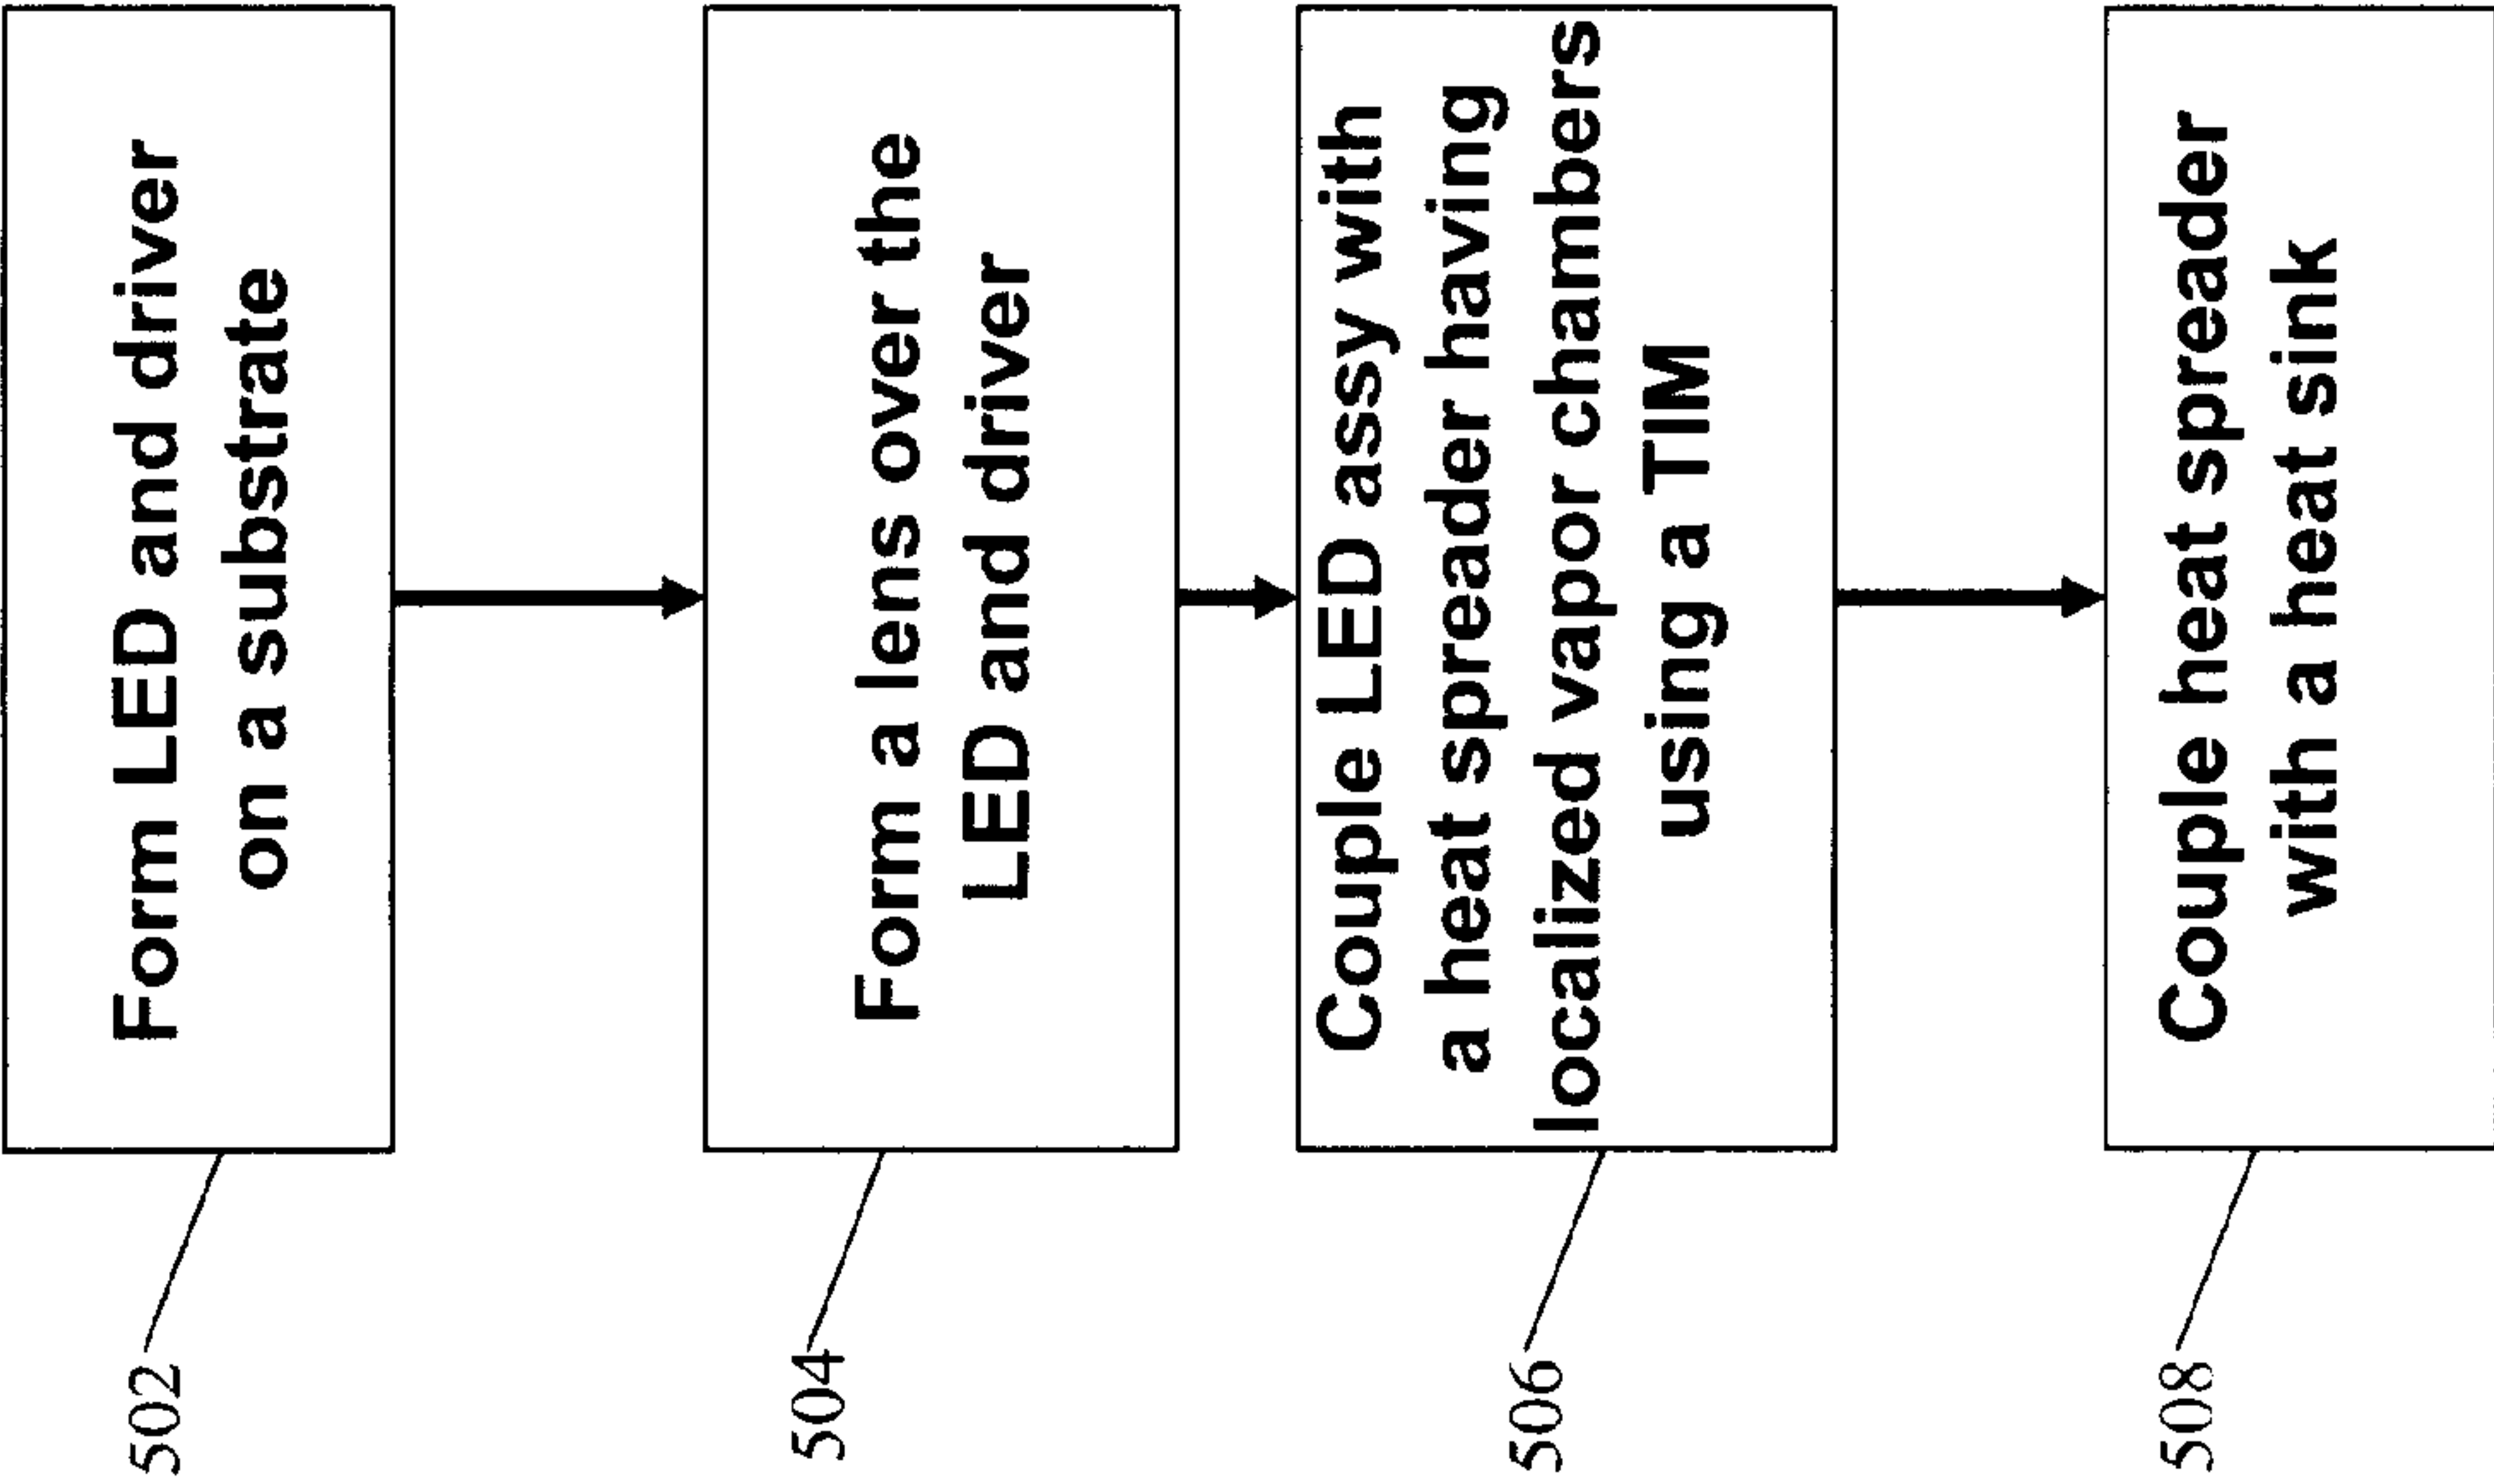 502
Form LED and driver
on a substrate
504
Form a lens over the
LED and driver
506
Couple LED assy with
a heat spreader having
localized vapor chambers
using a TIM
508
Couple heat spreader
with a heat sink